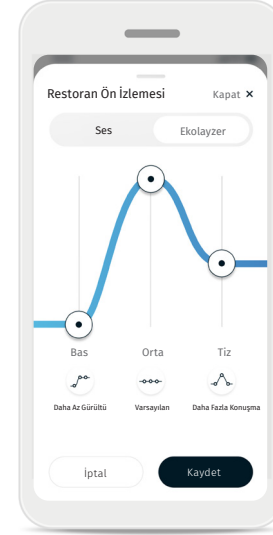 Restoran Ön İzlemesi Kapat ×
Ses Ekolayzer
Bas Orta Tiz
Daha Az Gürültü Varsayılan Daha Fazla Konuşma
İptal Kaydet